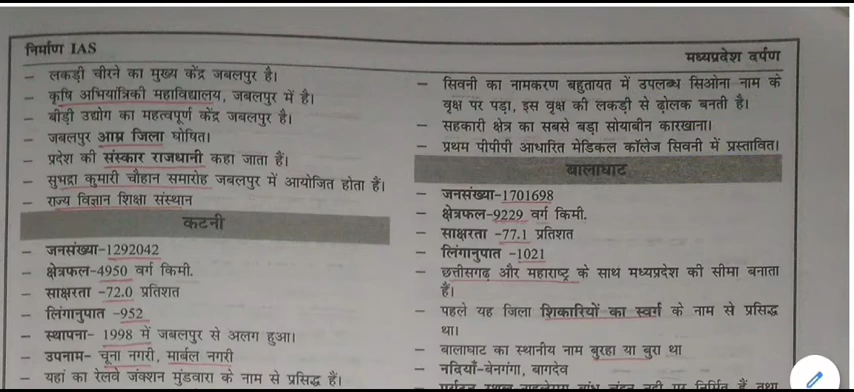 निर्माण IAS
मध्यप्रदेश दर्पण
– लकड़ी चीरने का मुख्य केंद्र जबलपुर है।
– कृषि अभियांत्रिकी महाविद्यालय, जबलपुर में है।
– बीड़ी उद्योग का महत्वपूर्ण केंद्र जबलपुर है।
– जबलपुर आम्र जिला घोषित।
– प्रदेश की संस्कार राजधानी कहा जाता हैं।
– सुभद्रा कुमारी चौहान समारोह जबलपुर में आयोजित होता हैं।
– राज्य विज्ञान शिक्षा संस्थान
कटनी
– जनसंख्या-1292042
– क्षेत्रफल-4950 वर्ग किमी.
– साक्षरता -72.0 प्रतिशत
– लिंगानुपात -952
– स्थापना- 1998 में जबलपुर से अलग हुआ।
– उपनाम- चूना नगरी, मार्बल नगरी
– यहां का रेलवे जंक्शन मुंडवारा के नाम से प्रसिद्ध हैं।
– सिवनी का नामकरण बहुतायत में उपलब्ध सिओना नाम के
वृक्ष पर पड़ा, इस वृक्ष की लकड़ी से ढ़ोलक बनती है।
– सहकारी क्षेत्र का सबसे बड़ा सोयाबीन कारखाना।
– प्रथम पीपीपी आधारित मेडिकल कॉलेज सिवनी में प्रस्तावित।
बालाघाट
– जनसंख्या-1701698
– क्षेत्रफल-9229 वर्ग किमी.
– साक्षरता -77.1 प्रतिशत
– लिंगानुपात -1021
– छत्तीसगढ़ और महाराष्ट्र के साथ मध्यप्रदेश की सीमा बनाता
हैं।
– पहले यह जिला शिकारियों का स्वर्ग के नाम से प्रसिद्ध
था।
– बालाघाट का स्थानीय नाम बुरहा या बुरा था
– नदियाँ-बेनगंगा, बागदेव